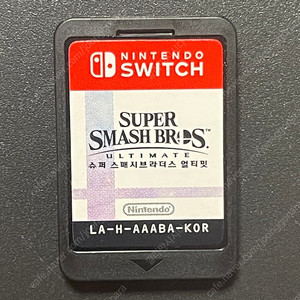 NINTENDO
SWITCH
SUPER
SMASH BROS.™
ULTIMATE
슈퍼 스매시브라더스 얼티밋
Nintendo
LA-H-AAABA-KOR